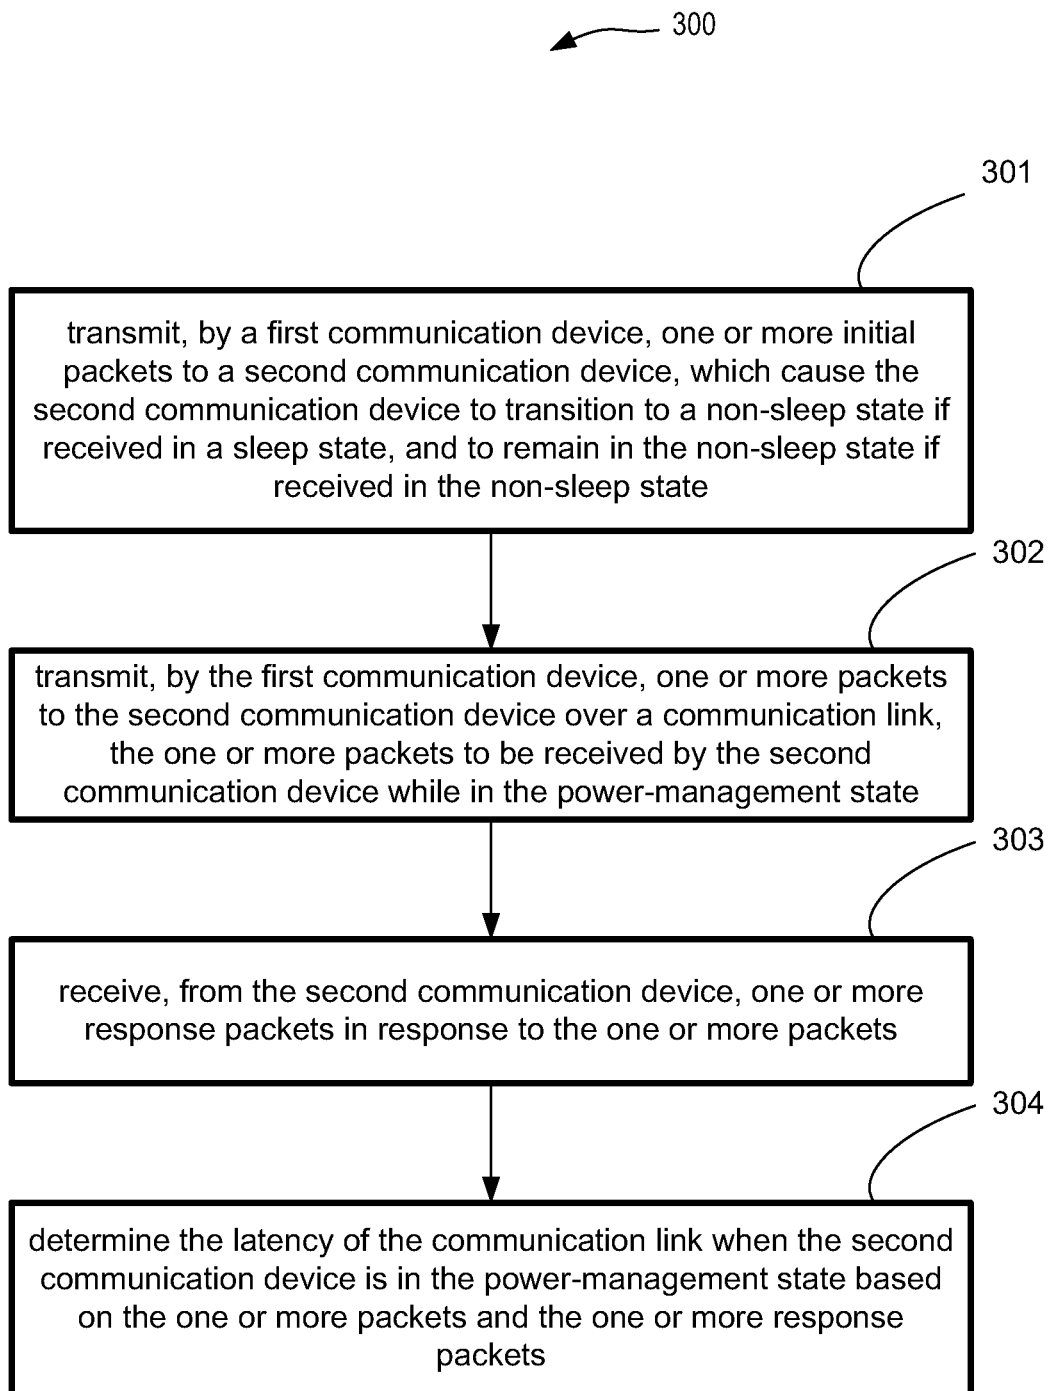 300
301
transmit, by a first communication device, one or more initial
packets to a second communication device, which cause the
second communication device to transition to a non-sleep state if
received in a sleep state, and to remain in the non-sleep state if
received in the non-sleep state
302
transmit, by the first communication device, one or more packets
to the second communication device over a communication link,
the one or more packets to be received by the second
communication device while in the power-management state
303
receive, from the second communication device, one or more
response packets in response to the one or more packets
304
determine the latency of the communication link when the second
communication device is in the power-management state based
on the one or more packets and the one or more response
packets